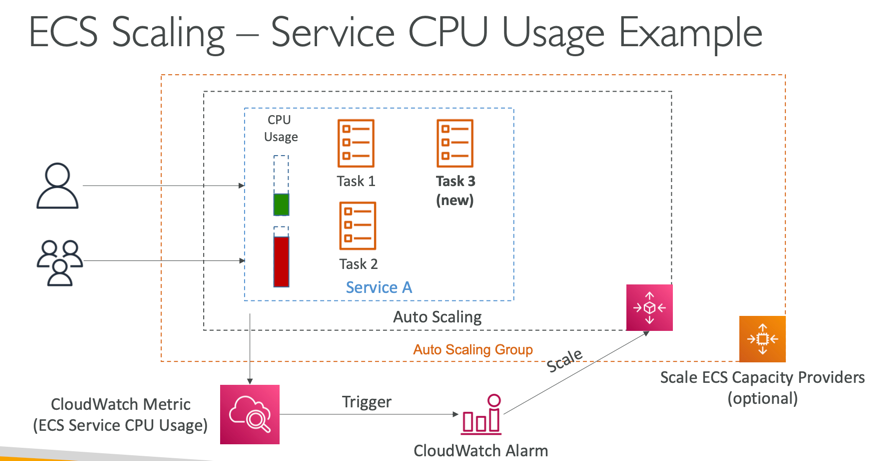 ECS Scaling – Service CPU Usage Example
CPU
Usage
Task 1
Task 3
(new)
Task 2
Service A
Auto Scaling
Auto Scaling Group
Scale
Scale ECS Capacity Providers
(optional)
CloudWatch Metric
(ECS Service CPU Usage)
Trigger
CloudWatch Alarm